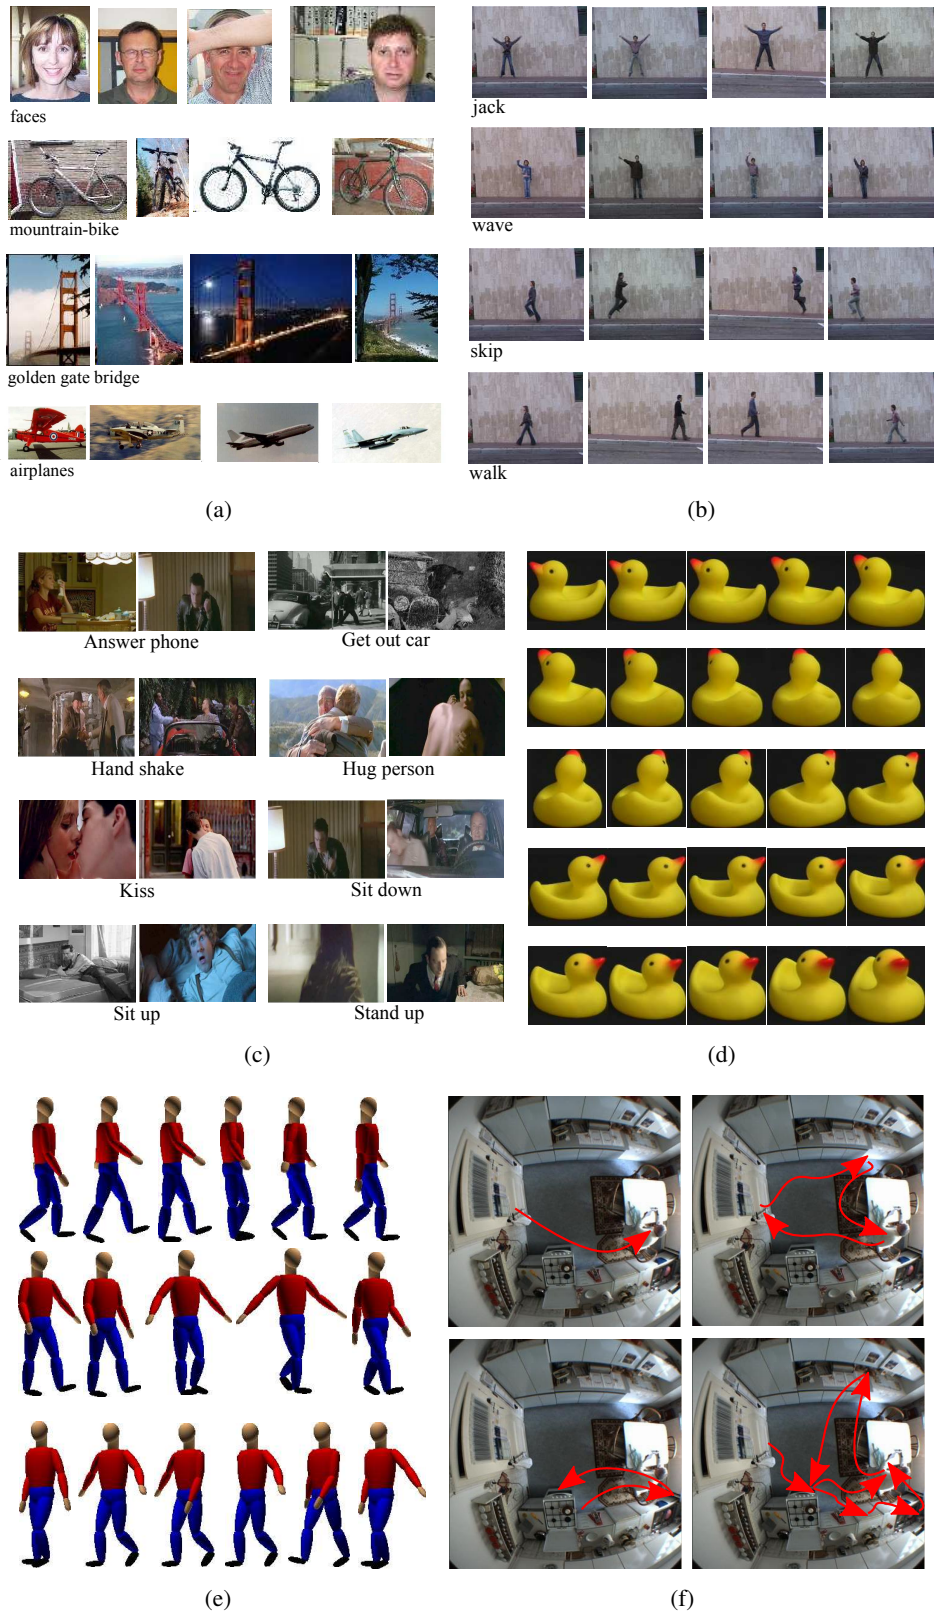 faces
mountrain-bike
golden gate bridge
airplanes
(a)
jack
wave
skip
walk
(b)
Answer phone
Get out car
Hand shake
Hug person
Kiss
Sit down
Sit up
Stand up
(c)
(d)
(e)
(f)